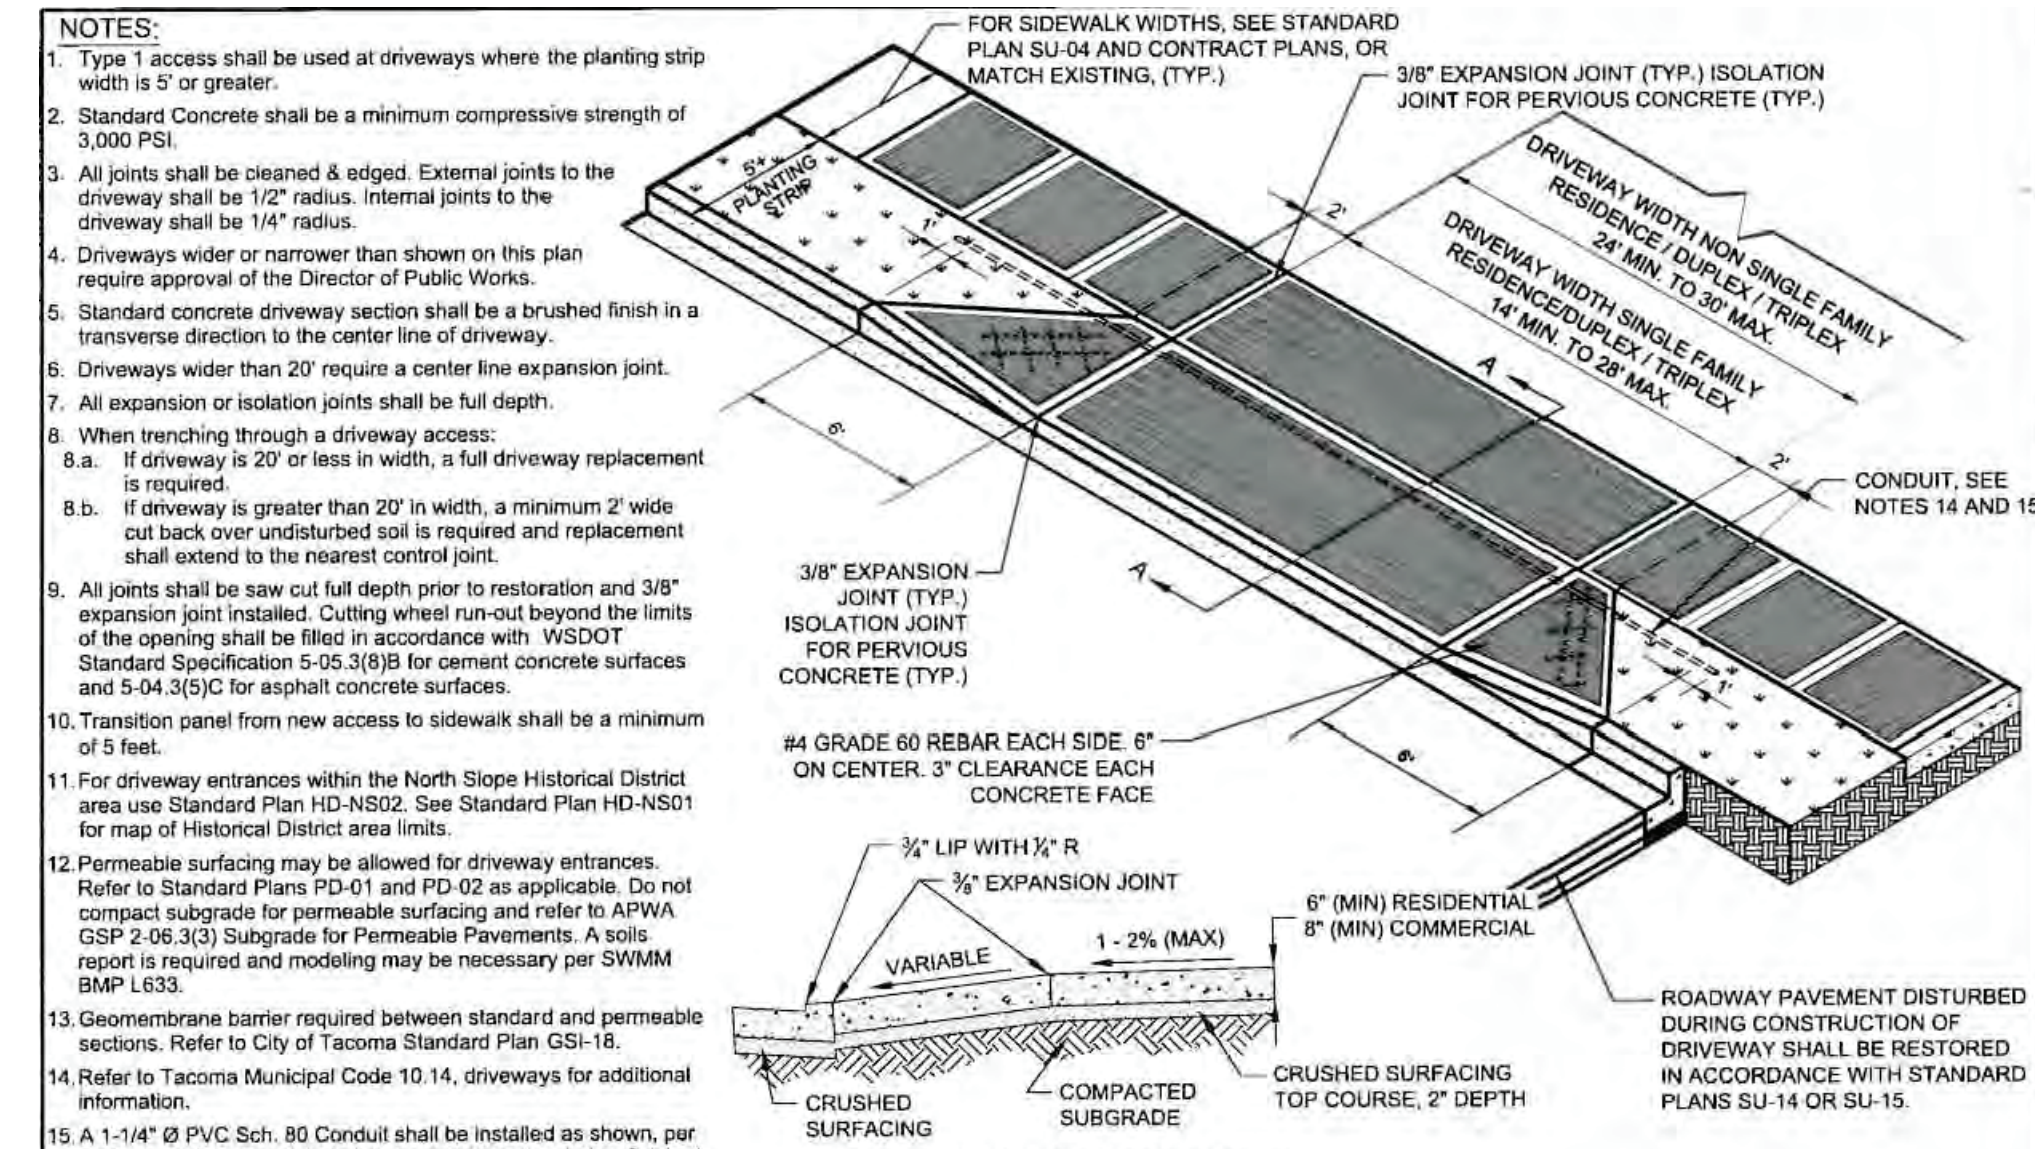 NOTES:
1. Type 1 access shall be used at driveways where the planting strip
width is 5' or greater.
2. Standard Concrete shall be a minimum compressive strength of
3,000 PSI.
3. All joints shall be cleaned & edged. External joints to the
driveway shall be 1/2" radius. Internal joints to the
driveway shall be 1/4" radius.
4. Driveways wider or narrower than shown on this plan
require approval of the Director of Public Works.
5. Standard concrete driveway section shall be a brushed finish in a
transverse direction to the center line of driveway.
6. Driveways wider than 20' require a center line expansion joint.
7. All expansion or isolation joints shall be full depth.
8. When trenching through a driveway access:
8.a. If driveway is 20' or less in width, a full driveway replacement
is required.
8.b. If driveway is greater than 20' in width, a minimum 2' wide
cut back over undisturbed soil is required and replacement
shall extend to the nearest control joint.
9. All joints shall be saw cut full depth prior to restoration and 3/8"
expansion joint installed. Cutting wheel run-out beyond the limits
of the opening shall be filled in accordance with WSDOT
Standard Specification 5-05.3(8)B for cement concrete surfaces
and 5-04.3(5)C for asphalt concrete surfaces.
10. Transition panel from new access to sidewalk shall be a minimum
of 5 feet.
11. For driveway entrances within the North Slope Historical District
area use Standard Plan HD-NS02. See Standard Plan HD-NS01
for map of Historical District area limits.
12. Permeable surfacing may be allowed for driveway entrances.
Refer to Standard Plans PD-01 and PD-02 as applicable. Do not
compact subgrade for permeable surfacing and refer to APWA
GSP 2-06.3(3) Subgrade for Permeable Pavements. A soils
report is required and modeling may be necessary per SWMM
BMP L633.
13. Geomembrane barrier required between standard and permeable
sections. Refer to City of Tacoma Standard Plan GSI-18.
14. Refer to Tacoma Municipal Code 10.14, driveways for additional
information.
15. A 1-1/4" Ø PVC Sch. 80 Conduit shall be installed as shown, per
FOR SIDEWALK WIDTHS, SEE STANDARD
PLAN SU-04 AND CONTRACT PLANS, OR
MATCH EXISTING, (TYP.)
3/8" EXPANSION JOINT (TYP.) ISOLATION
JOINT FOR PERVIOUS CONCRETE (TYP.)
5'+
PLANTING
STRIP
1'
2'
DRIVEWAY WIDTH NON SINGLE FAMILY
RESIDENCE / DUPLEX / TRIPLEX
24' MIN. TO 30' MAX.
DRIVEWAY WIDTH SINGLE FAMILY
RESIDENCE/DUPLEX / TRIPLEX
14' MIN. TO 28' MAX.
A
A
6'
2'
CONDUIT, SEE
NOTES 14 AND 15
3/8" EXPANSION
JOINT (TYP.)
ISOLATION JOINT
FOR PERVIOUS
CONCRETE (TYP.)
1'
#4 GRADE 60 REBAR EACH SIDE. 6"
ON CENTER. 3" CLEARANCE EACH
CONCRETE FACE
6'
3/4" LIP WITH 1/4" R
3/8" EXPANSION JOINT
6" (MIN) RESIDENTIAL
8" (MIN) COMMERCIAL
1 - 2% (MAX)
VARIABLE
ROADWAY PAVEMENT DISTURBED
DURING CONSTRUCTION OF
DRIVEWAY SHALL BE RESTORED
IN ACCORDANCE WITH STANDARD
PLANS SU-14 OR SU-15.
CRUSHED SURFACING
TOP COURSE, 2" DEPTH
COMPACTED
SUBGRADE
CRUSHED
SURFACING